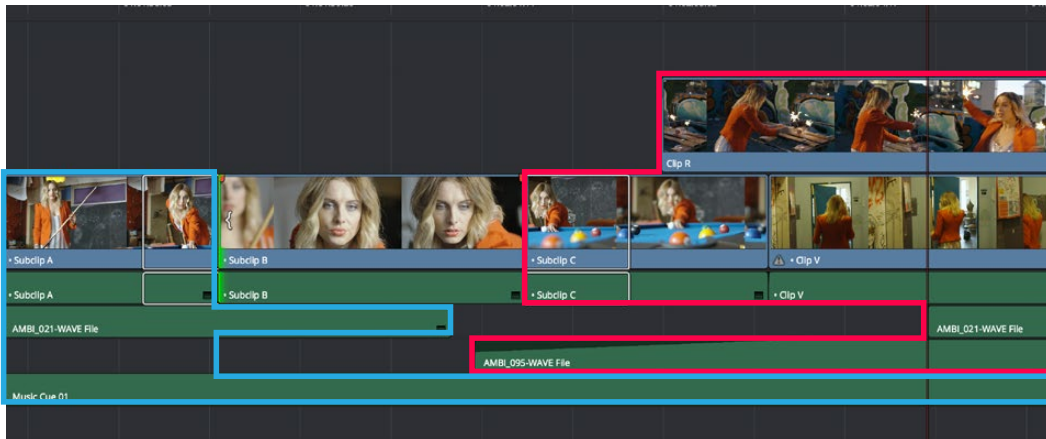 Clip R
• Subclip A
• Subclip B
• Subclip C
• Clip V
• Subclip A
• Subclip B
• Subclip C
• Clip V
AMBI_021-WAVE File
AMBI_021-WAVE File
AMBI_095-WAVE File
Music Cue 01